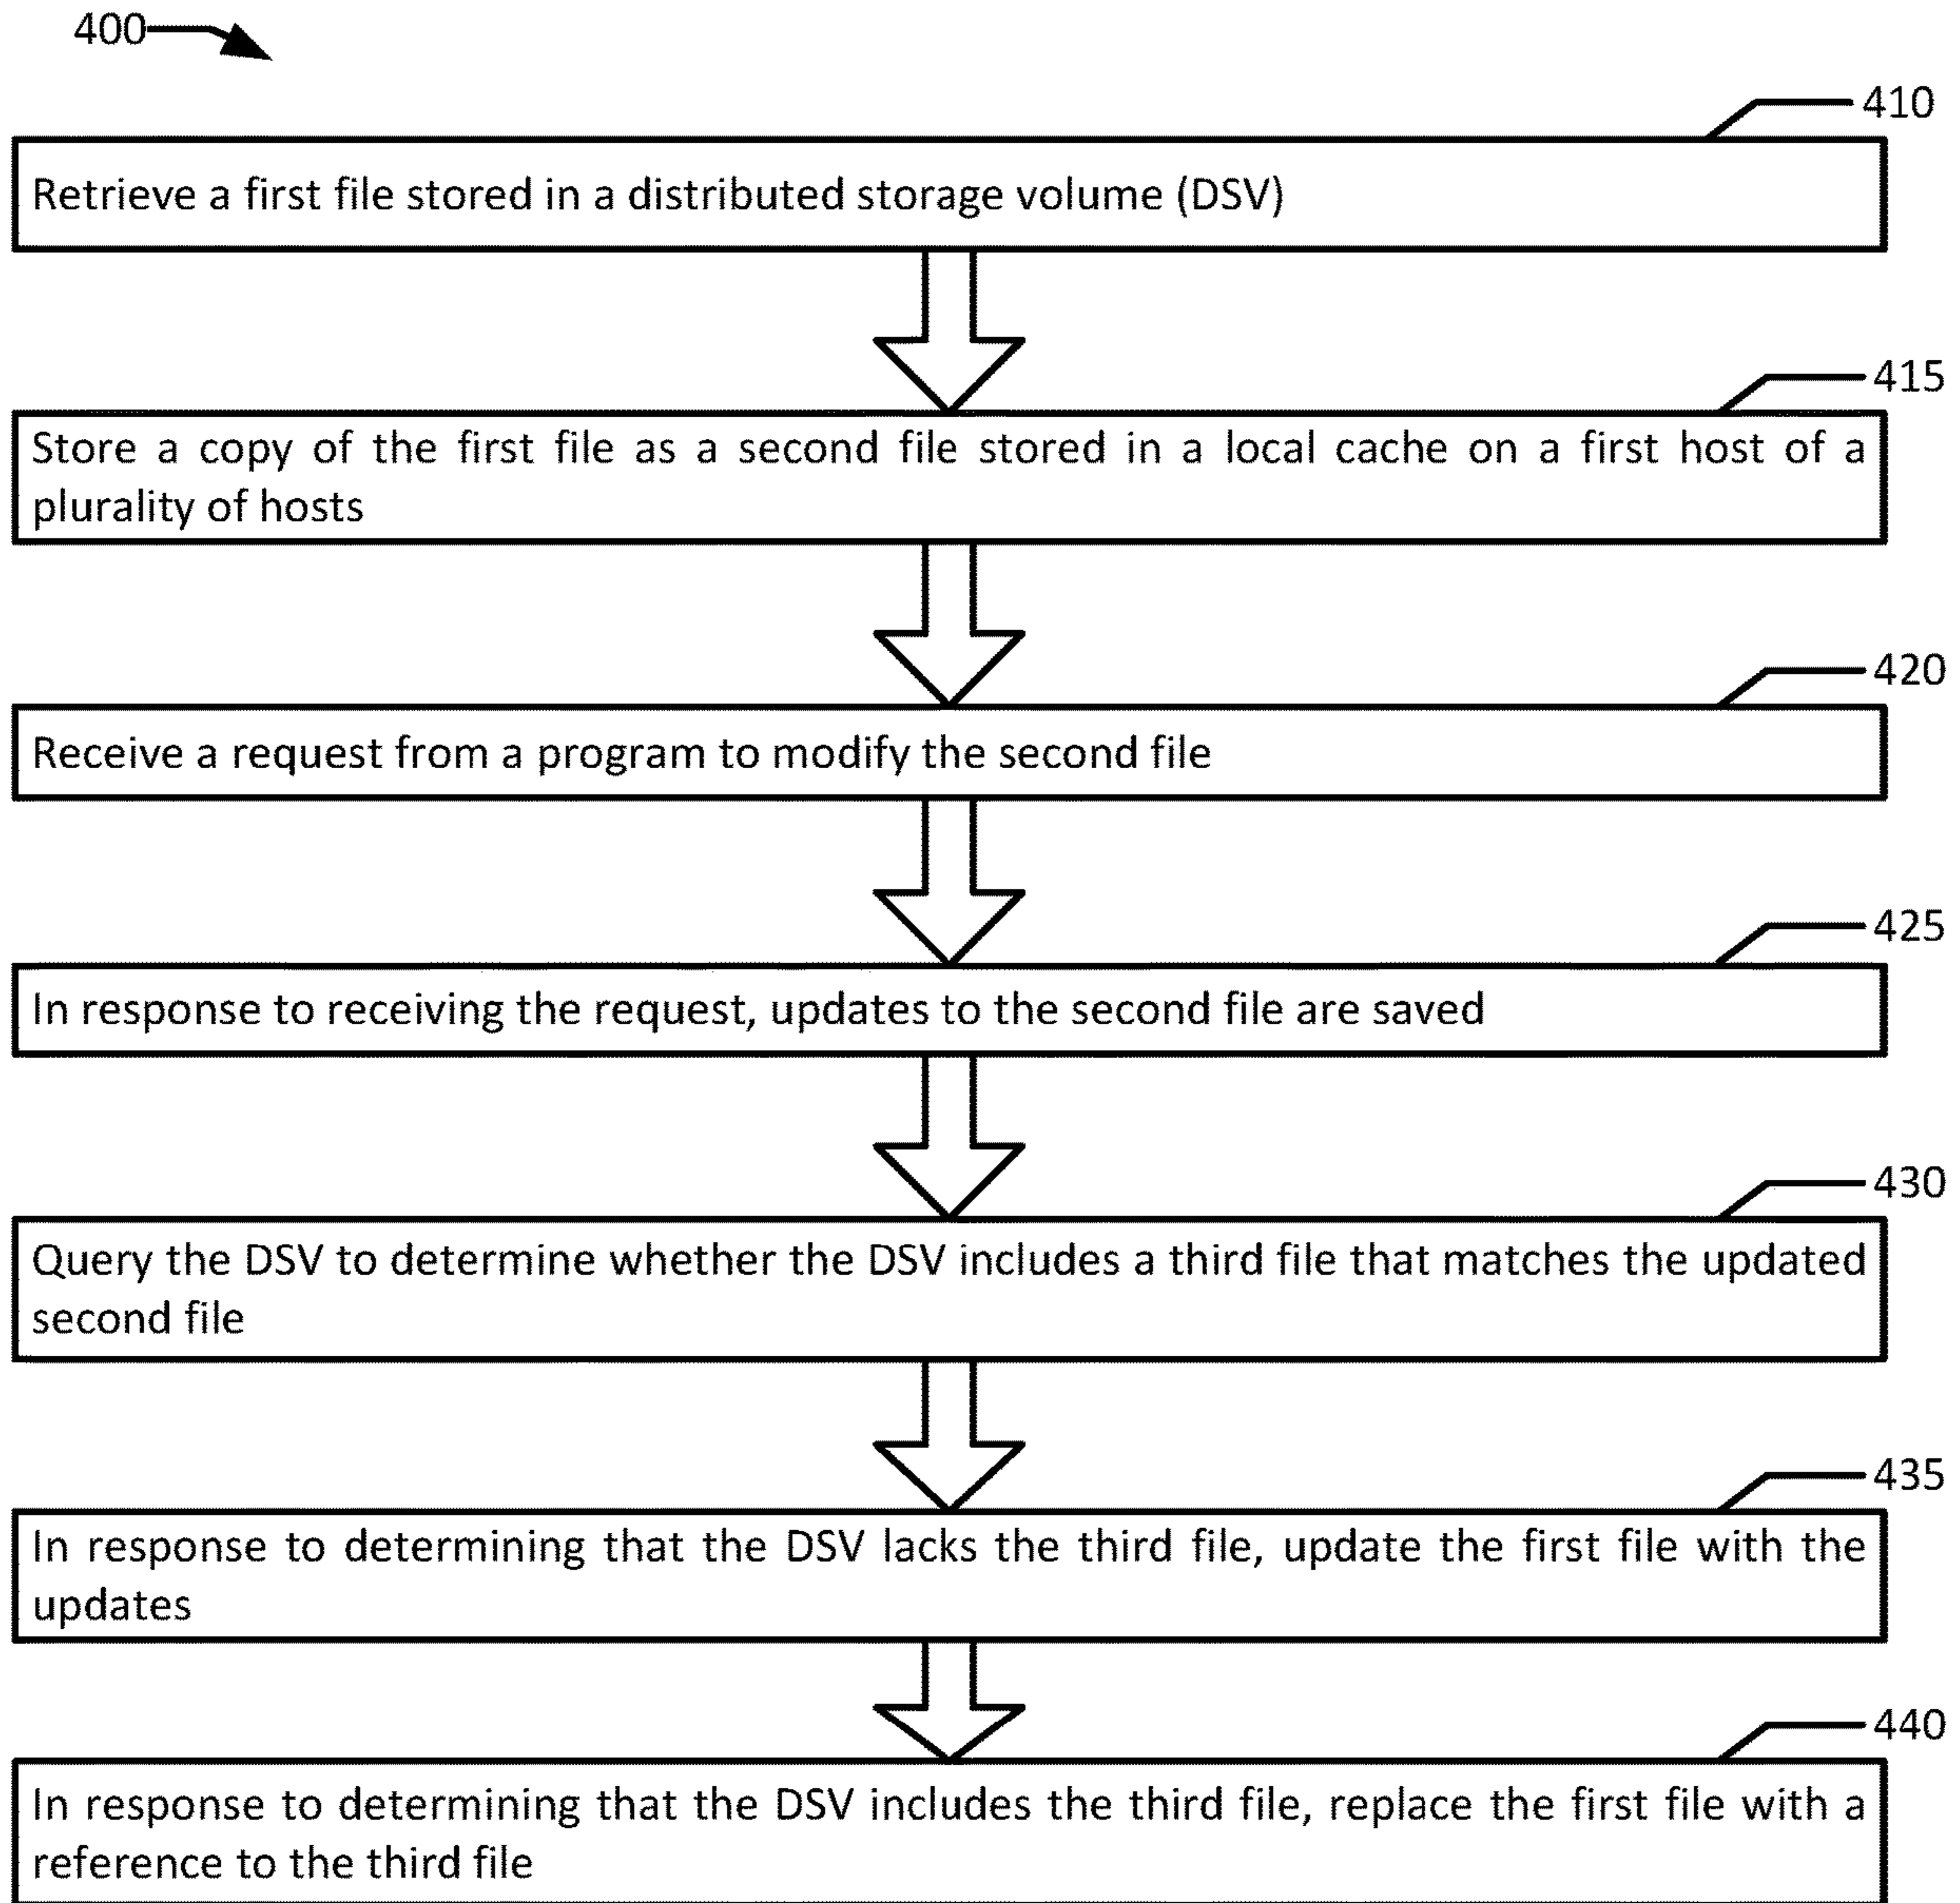 400
410
Retrieve a first file stored in a distributed storage volume (DSV)
415
Store a copy of the first file as a second file stored in a local cache on a first host of a
plurality of hosts
420
Receive a request from a program to modify the second file
425
In response to receiving the request, updates to the second file are saved
430
Query the DSV to determine whether the DSV includes a third file that matches the updated
second file
435
In response to determining that the DSV lacks the third file, update the first file with the
updates
440
In response to determining that the DSV includes the third file, replace the first file with a
reference to the third file